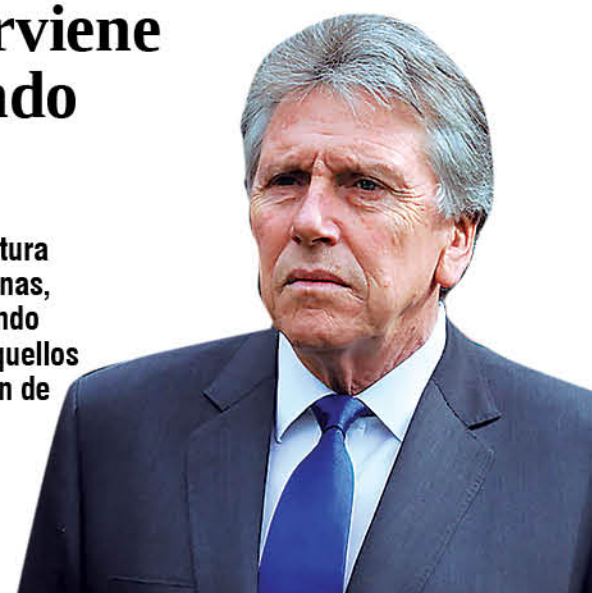 rviene
ndo
tura
nas,
ndo
quellos
n de